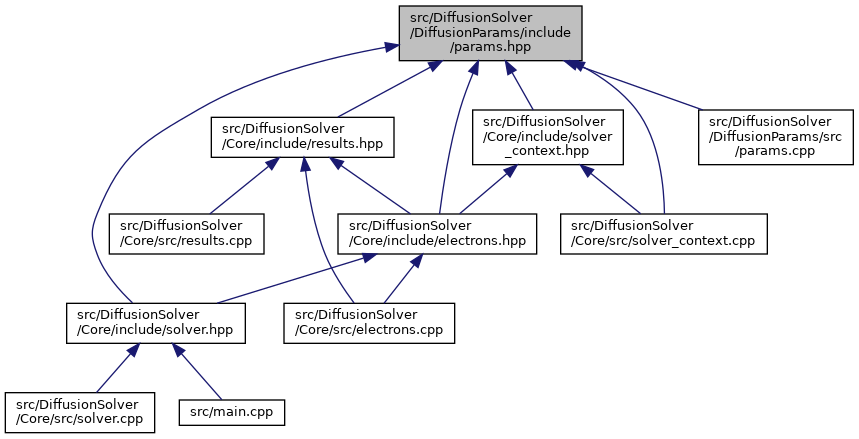 src/DiffusionSolver
/DiffusionParams/include
/params.hpp
src/DiffusionSolver
/Core/include/results.hpp
src/DiffusionSolver
/Core/include/solver
_context.hpp
src/DiffusionSolver
/DiffusionParams/src
/params.cpp
src/DiffusionSolver
/Core/src/results.cpp
src/DiffusionSolver
/Core/include/electrons.hpp
src/DiffusionSolver
/Core/src/solver_context.cpp
src/DiffusionSolver
/Core/include/solver.hpp
src/DiffusionSolver
/Core/src/electrons.cpp
src/DiffusionSolver
/Core/src/solver.cpp
src/main.cpp